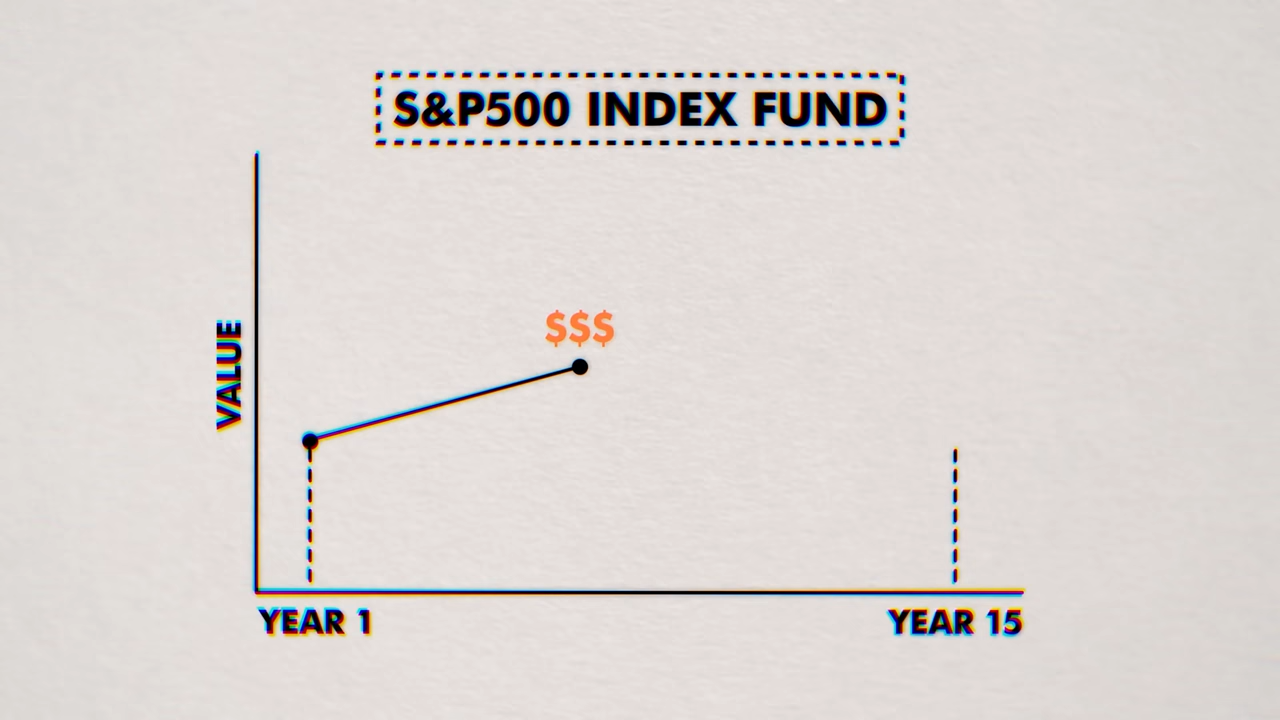 S&P500 INDEX FUND
$$$
VALUE
YEAR 1
YEAR 15